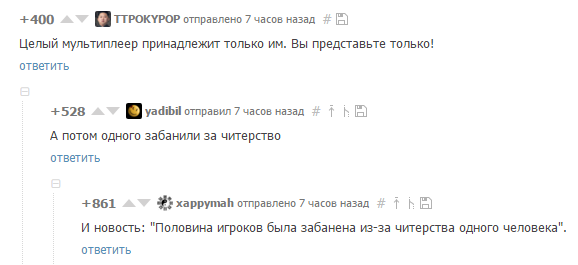 +400 ТТРОКУРОР отправлено 7 часов назад #
Целый мультиплеер принадлежит только им. Вы представьте только!
ответить
+528 yadibil отправил 7 часов назад #
А потом одного забанили за читерство
ответить
+861 xappymah отправлено 7 часов назад #
И новость: "Половина игроков была забанена из-за читерства одного человека".
ответить